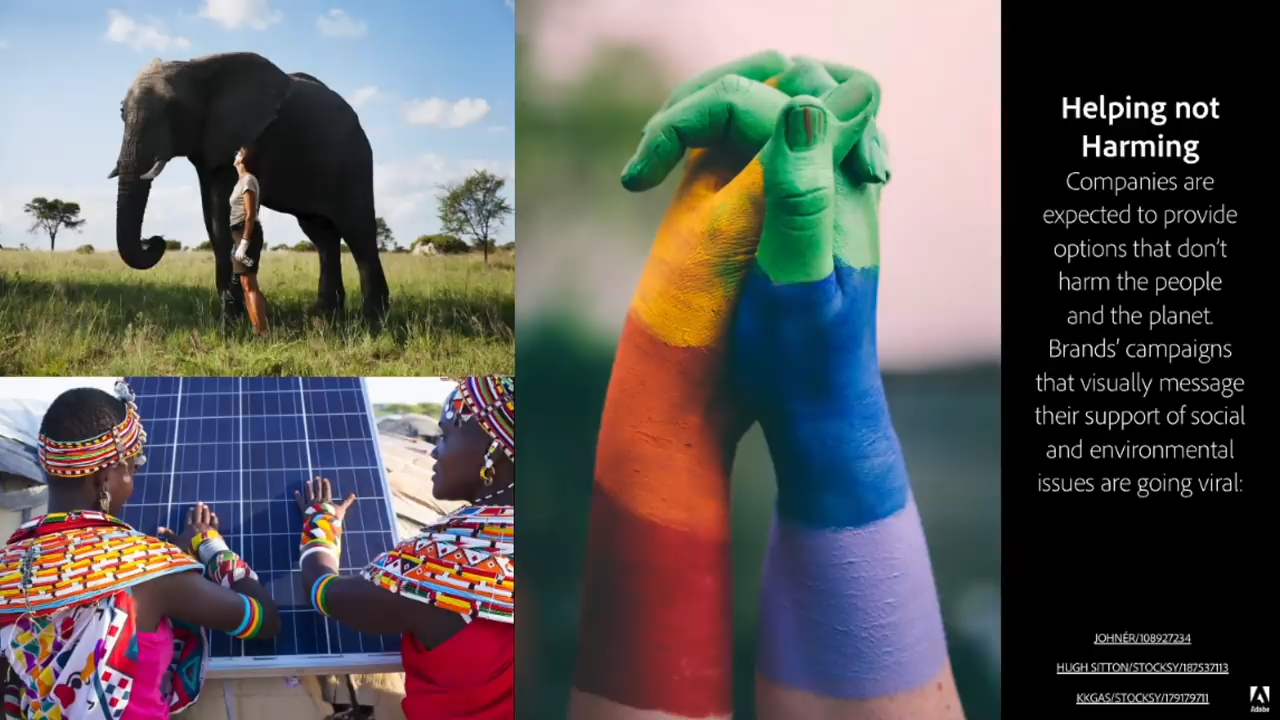 Helping not
Harming
Companies are
expected to provide
options that don't
harm the people
and the planet.
Brands' campaigns
that visually message
their support of social
and environmental
issues are going viral:
JOHNÉR/108927234
HUGH SITTON/STOCKSY/187537113
KKGAS/STOCKSY/179179711
Adobe